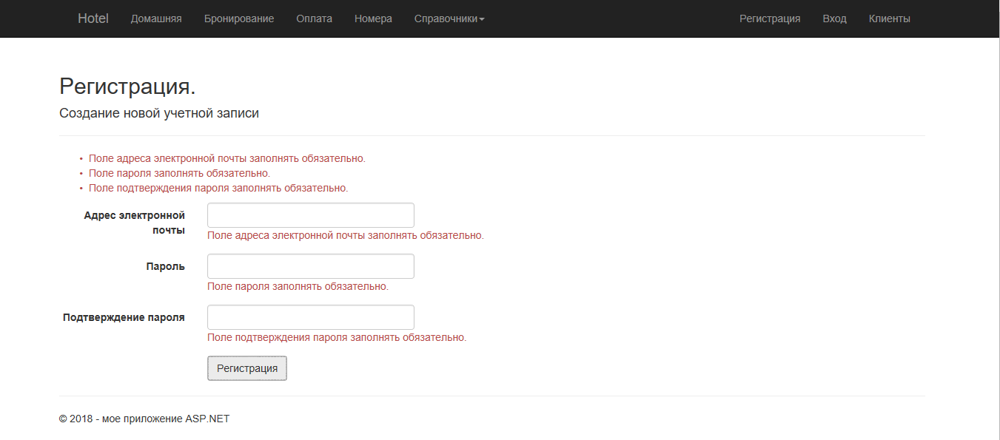 Hotel Домашняя Бронирование Оплата Номера Справочники Регистрация Вход Клиенты
Регистрация.
Создание новой учетной записи
• Поле адреса электронной почты заполнять обязательно.
• Поле пароля заполнять обязательно.
• Поле подтверждения пароля заполнять обязательно.
Адрес электронной
почты
Поле адреса электронной почты заполнять обязательно.
Пароль
Поле пароля заполнять обязательно.
Подтверждение пароля
Поле подтверждения пароля заполнять обязательно.
Регистрация
© 2018 - мое приложение ASP.NET